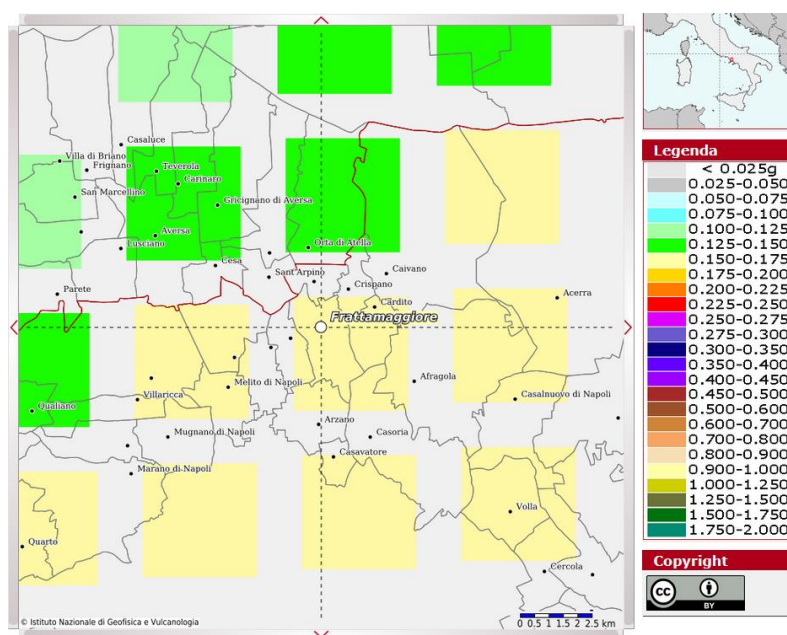 Casaluce
Villa di Briano
Frignano
Teverola
Carinaro
San Marcellino
Gricignano di Aversa
Aversa
Lusciano
Orta di Atella
Cesa
Sant'Arpino
Caivano
Crispano
Parete
Cardito
Acerra
Frattamaggiore
Afragola
Melito di Napoli
Villaricca
Casalnuovo di Napoli
Qualiano
Arzano
Mugnano di Napoli
Casoria
Casavatore
Marano di Napoli
Volla
Quarto
Cercola
© Istituto Nazionale di Geofisica e Vulcanologia
0 0.5 1 1.5 2 2.5 km
Legenda
< 0.025g
0.025-0.050
0.050-0.075
0.075-0.100
0.100-0.125
0.125-0.150
0.150-0.175
0.175-0.200
0.200-0.225
0.225-0.250
0.250-0.275
0.275-0.300
0.300-0.350
0.350-0.400
0.400-0.450
0.450-0.500
0.500-0.600
0.600-0.700
0.700-0.800
0.800-0.900
0.900-1.000
1.000-1.250
1.250-1.500
1.500-1.750
1.750-2.000
Copyright
cc
BY